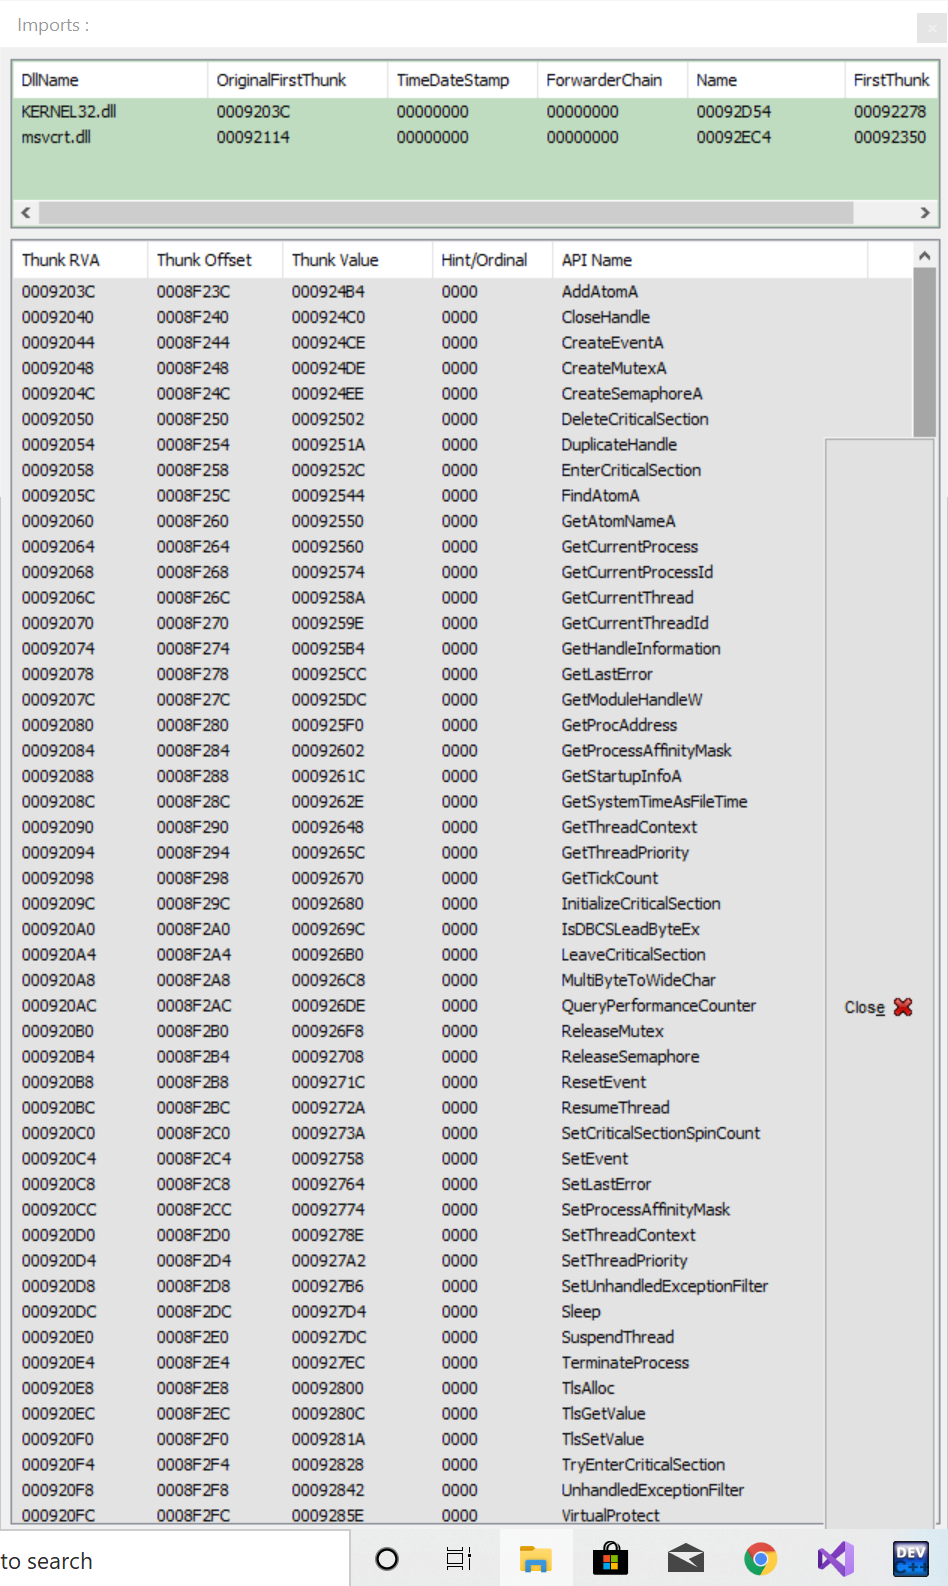 Imports :
DllName OriginalFirstThunk TimeDateStamp ForwarderChain Name FirstThunk
KERNEL32.dll 0009203C 00000000 00000000 00092D54 00092278
msvcrt.dll 00092114 00000000 00000000 00092EC4 00092350
Thunk RVA Thunk Offset Thunk Value Hint/Ordinal API Name
0009203C 0008F23C 000924B4 0000 AddAtomA
00092040 0008F240 000924C0 0000 CloseHandle
00092044 0008F244 000924CE 0000 CreateEventA
00092048 0008F248 000924DE 0000 CreateMutexA
0009204C 0008F24C 000924EE 0000 CreateSemaphoreA
00092050 0008F250 00092502 0000 DeleteCriticalSection
00092054 0008F254 0009251A 0000 DuplicateHandle
00092058 0008F258 0009252C 0000 EnterCriticalSection
0009205C 0008F25C 00092544 0000 FindAtomA
00092060 0008F260 00092550 0000 GetAtomNameA
00092064 0008F264 00092560 0000 GetCurrentProcess
00092068 0008F268 00092574 0000 GetCurrentProcessId
0009206C 0008F26C 0009258A 0000 GetCurrentThread
00092070 0008F270 0009259E 0000 GetCurrentThreadId
00092074 0008F274 000925B4 0000 GetHandleInformation
00092078 0008F278 000925CC 0000 GetLastError
0009207C 0008F27C 000925DC 0000 GetModuleHandleW
00092080 0008F280 000925F0 0000 GetProcAddress
00092084 0008F284 00092602 0000 GetProcessAffinityMask
00092088 0008F288 0009261C 0000 GetStartupInfoA
0009208C 0008F28C 0009262E 0000 GetSystemTimeAsFileTime
00092090 0008F290 00092648 0000 GetThreadContext
00092094 0008F294 0009265C 0000 GetThreadPriority
00092098 0008F298 00092670 0000 GetTickCount
0009209C 0008F29C 00092680 0000 InitializeCriticalSection
000920A0 0008F2A0 0009269C 0000 IsDBCSLeadByteEx
000920A4 0008F2A4 000926B0 0000 LeaveCriticalSection
000920A8 0008F2A8 000926C8 0000 MultiByteToWideChar
000920AC 0008F2AC 000926DE 0000 QueryPerformanceCounter
Close
000920B0 0008F2B0 000926F8 0000 ReleaseMutex
000920B4 0008F2B4 00092708 0000 ReleaseSemaphore
000920B8 0008F2B8 0009271C 0000 ResetEvent
000920BC 0008F2BC 0009272A 0000 ResumeThread
000920C0 0008F2C0 0009273A 0000 SetCriticalSectionSpinCount
000920C4 0008F2C4 00092758 0000 SetEvent
000920C8 0008F2C8 00092764 0000 SetLastError
000920CC 0008F2CC 00092774 0000 SetProcessAffinityMask
000920D0 0008F2D0 0009278E 0000 SetThreadContext
000920D4 0008F2D4 000927A2 0000 SetThreadPriority
000920D8 0008F2D8 000927B6 0000 SetUnhandledExceptionFilter
000920DC 0008F2DC 000927D4 0000 Sleep
000920E0 0008F2E0 000927DC 0000 SuspendThread
000920E4 0008F2E4 000927EC 0000 TerminateProcess
000920E8 0008F2E8 00092800 0000 TlsAlloc
000920EC 0008F2EC 0009280C 0000 TlsGetValue
000920F0 0008F2F0 0009281A 0000 TlsSetValue
000920F4 0008F2F4 00092828 0000 TryEnterCriticalSection
000920F8 0008F2F8 00092842 0000 UnhandledExceptionFilter
000920FC 0008F2FC 0009285E 0000 VirtualProtect
to search
DEV
C++